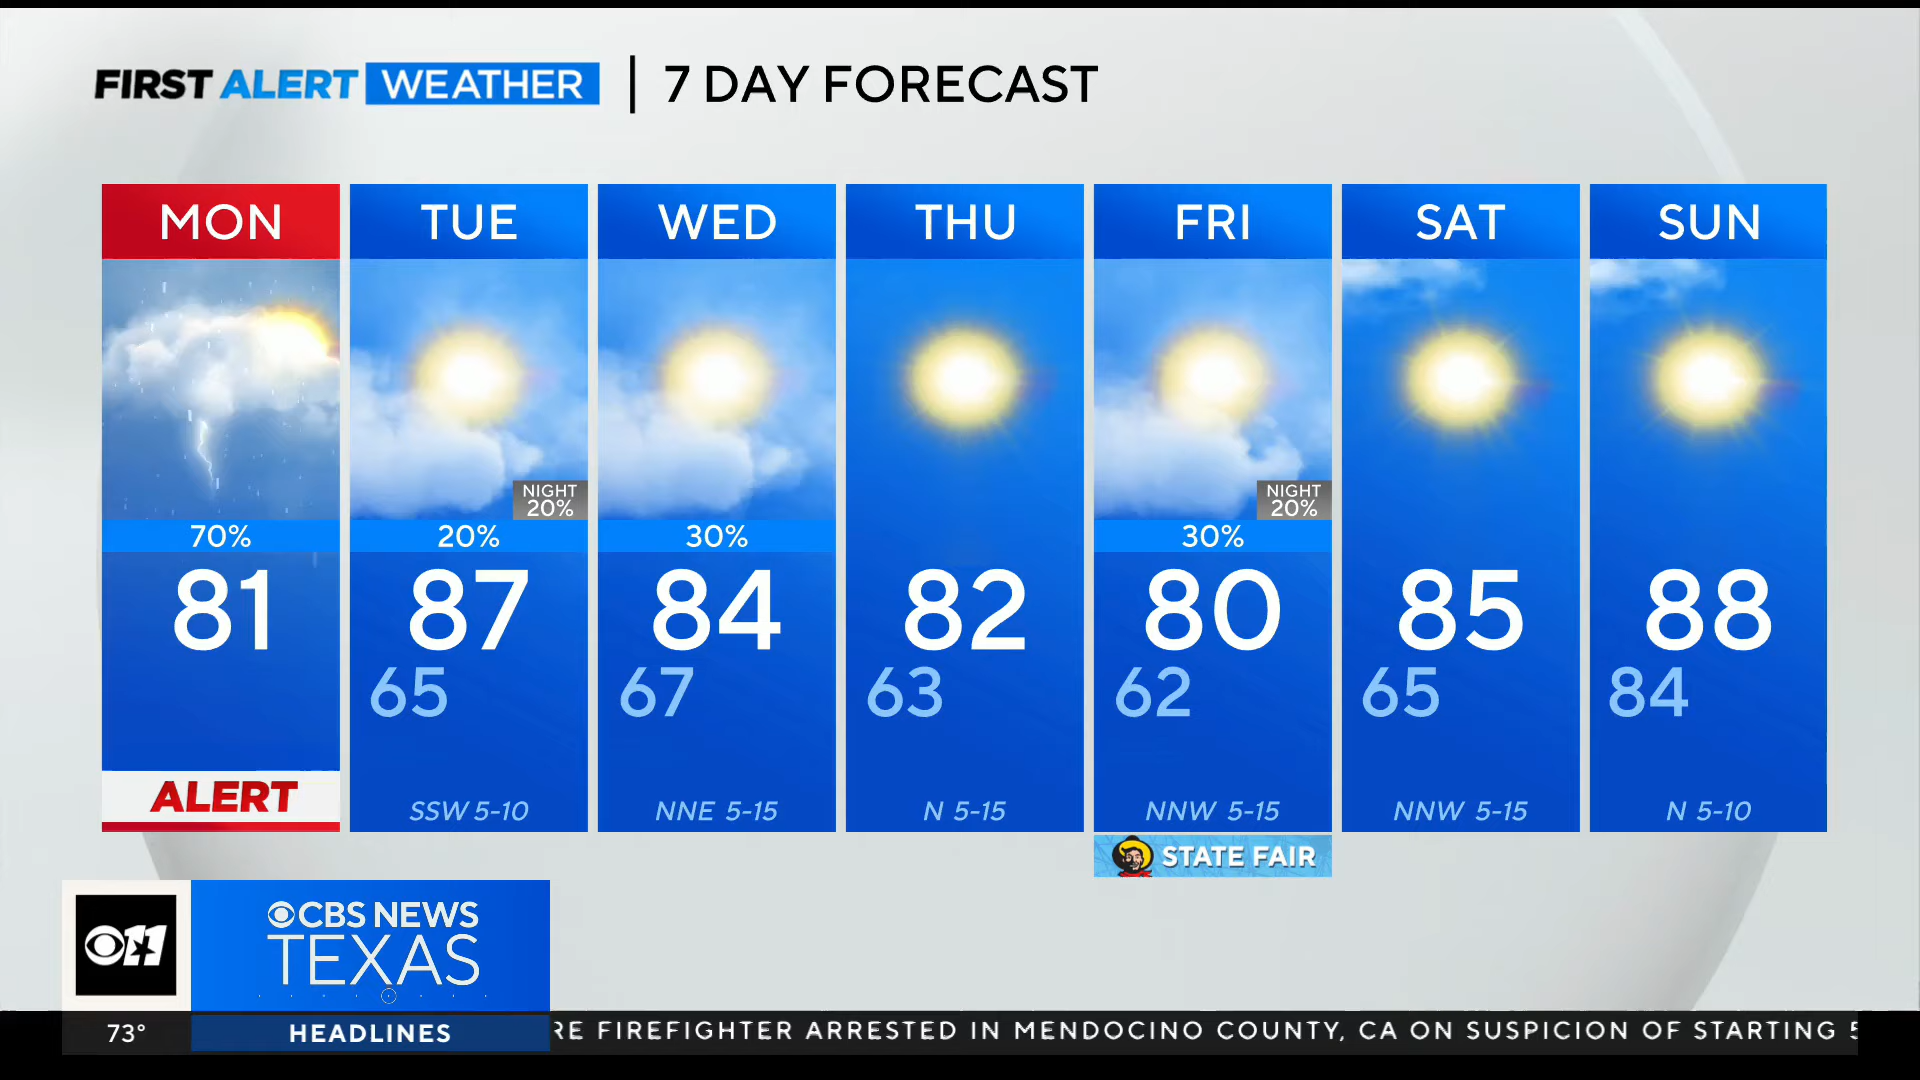 FIRST ALERT WEATHER | 7 DAY FORECAST
MON TUE WED THU FRI SAT SUN
NIGHT 20% NIGHT 20%
70% 20% 30% 30%
81 87 84 82 80 85 88
65 67 63 62 65 84
ALERT SSW 5-10 NNE 5-15 N 5-15 NNW 5-15 NNW 5-15 N 5-10
STATE FAIR
11 CBS NEWS
TEXAS
73° HEADLINES RE FIREFIGHTER ARRESTED IN MENDOCINO COUNTY, CA ON SUSPICION OF STARTING